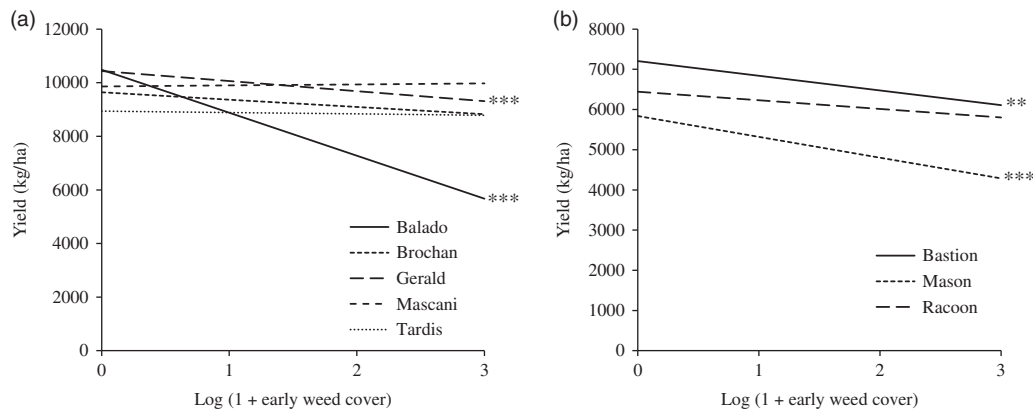 (a)
12000
10000
8000
6000
4000
2000
0
Yield (kg/ha)
***
***
Balado
Brochan
Gerald
Mascani
Tardis
0 1 2 3
Log (1 + early weed cover)
(b)
8000
7000
6000
5000
4000
3000
2000
1000
0
Yield (kg/ha)
**
***
Bastion
Mason
Racoon
0 1 2 3
Log (1 + early weed cover)